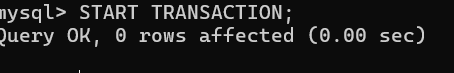 mysql> START TRANSACTION;
Query OK, 0 rows affected (0.00 sec)